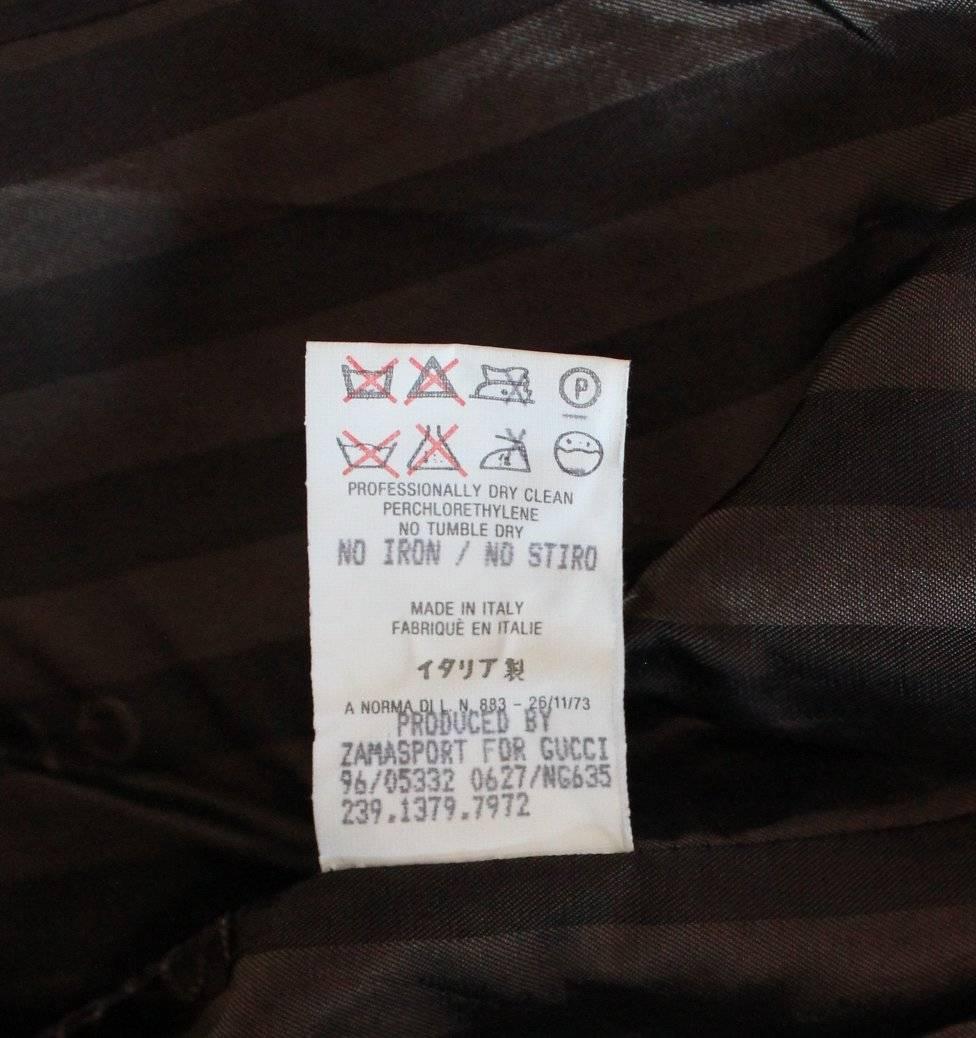 P
PROFESSIONALLY DRY CLEAN
PERCHLORETHYLENE
NO TUMBLE DRY
NO IRON / NO STIRO
MADE IN ITALY
FABRIQUÈ EN ITALIE
イタリア製
A NORMA DI L. N. 883 - 26/11/73
PRODUCED BY
ZAMASPORT FOR GUCCI
96/05332 0627/NG635
239.1379.7972